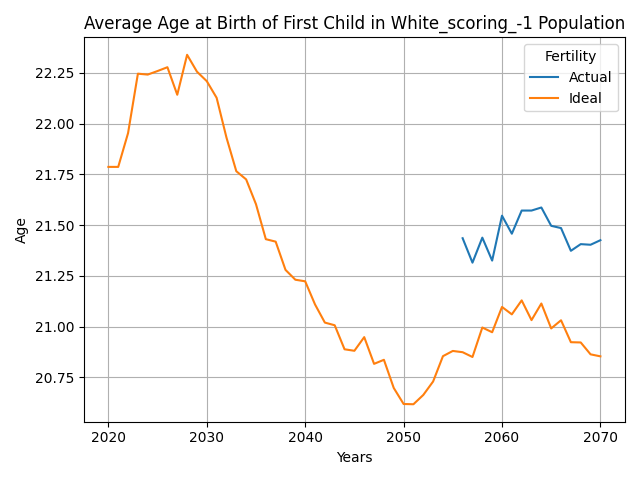 Average Age at Birth of First Child in White_scoring_-1 Population
Fertility
Actual
Ideal
22.25
22.00
21.75
21.50
21.25
21.00
20.75
Age
2020 2030 2040 2050 2060 2070
Years